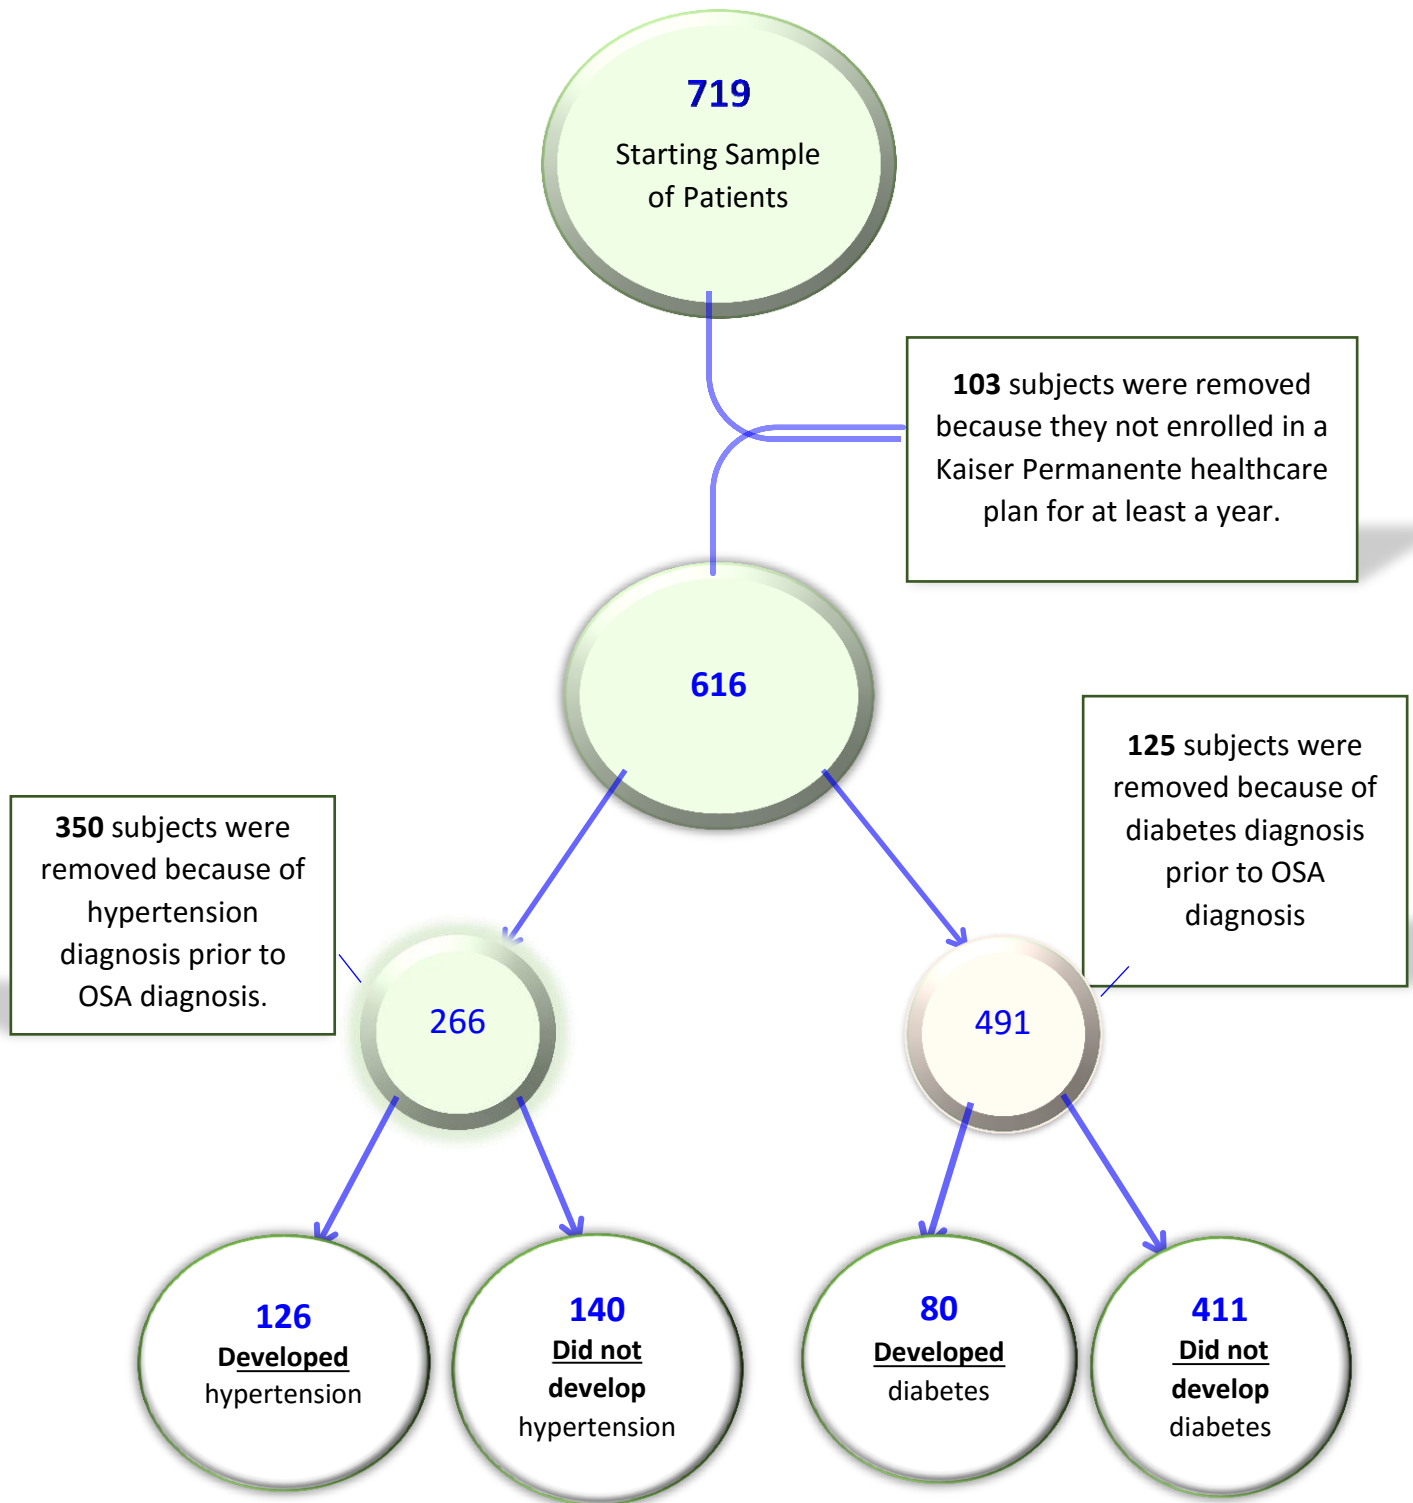 719
Starting Sample
of Patients
103 subjects were removed
because they not enrolled in a
Kaiser Permanente healthcare
plan for at least a year.
616
125 subjects were
removed because of
diabetes diagnosis
prior to OSA
diagnosis
350 subjects were
removed because of
hypertension
diagnosis prior to
OSA diagnosis.
266
491
126
Developed
hypertension
140
Did not
develop
hypertension
80
Developed
diabetes
411
Did not
develop
diabetes